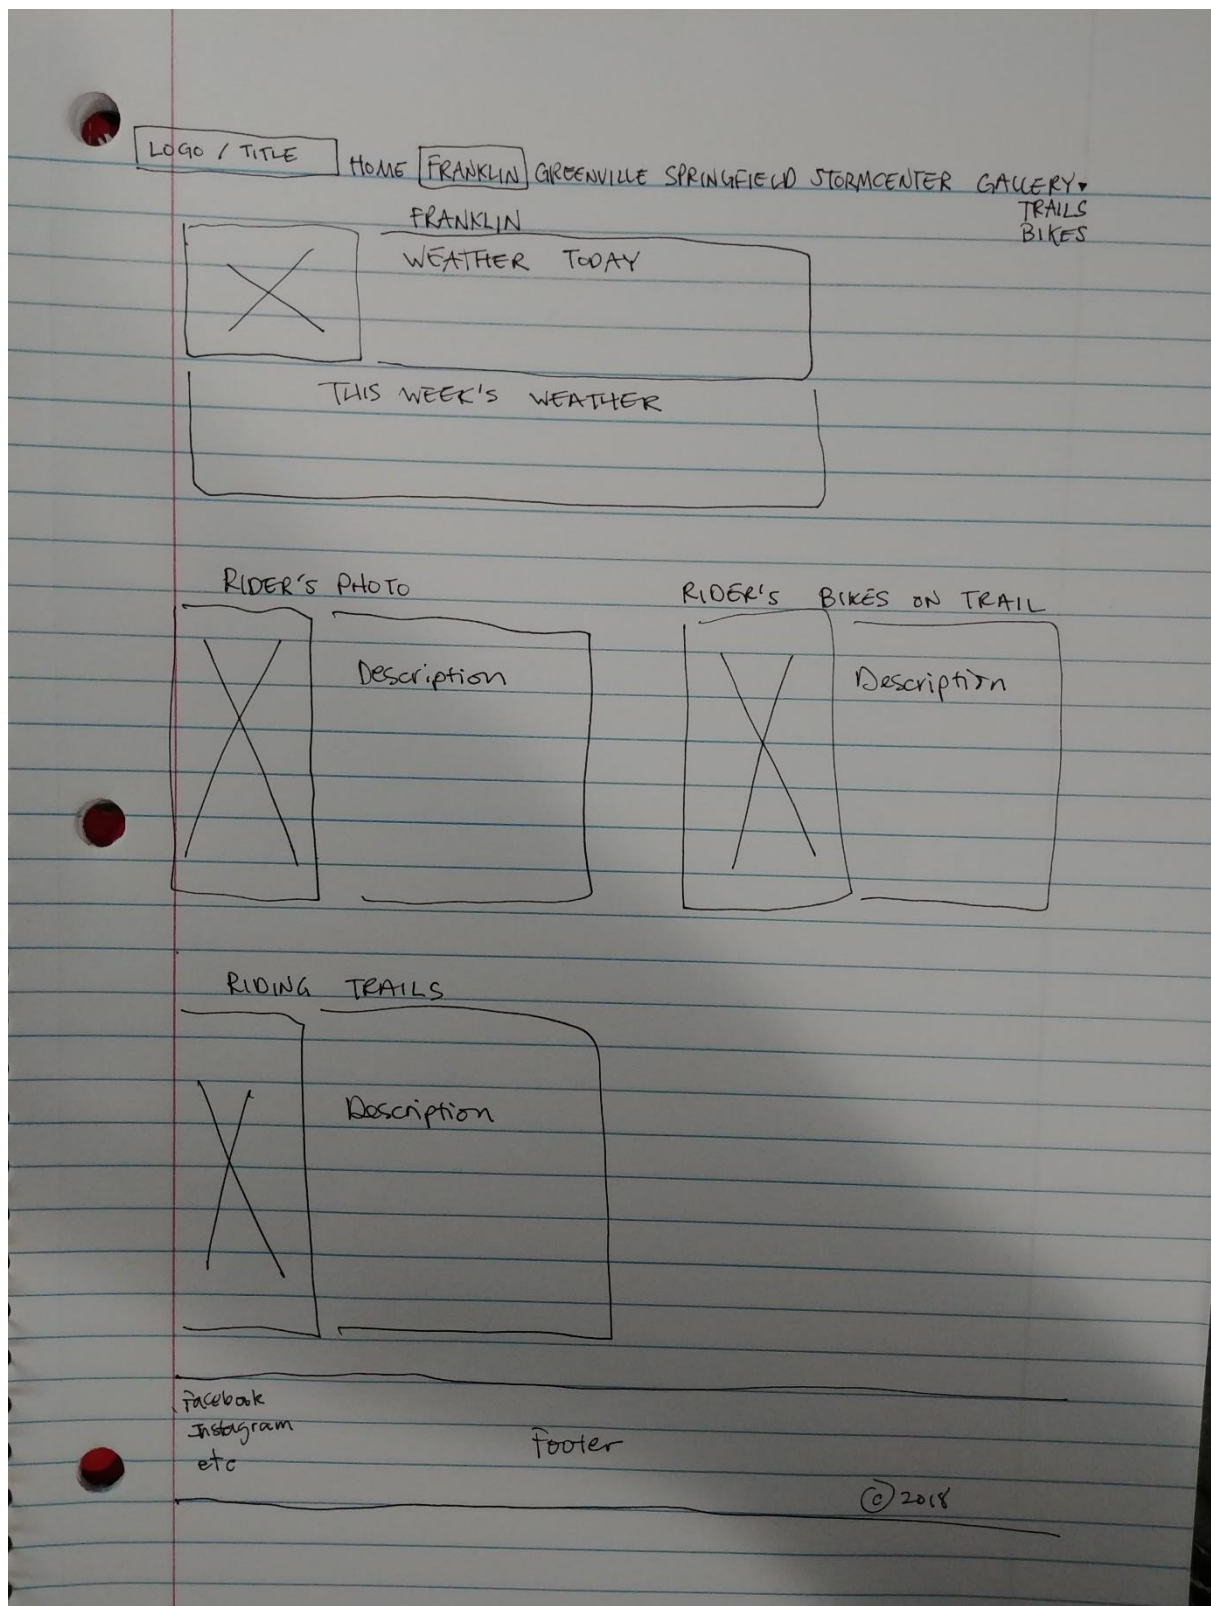 LOGO / TITLE HOME FRANKLIN GREENVILLE SPRINGFIELD STORMCENTER GALLERY▾
TRAILS
BIKES
FRANKLIN
WEATHER TODAY
THIS WEEK'S WEATHER
RIDER'S PHOTO
Description
RIDER'S BIKES ON TRAIL
Description
RIDING TRAILS
Description
Facebook
Instagram
etc
Footer
© 2018